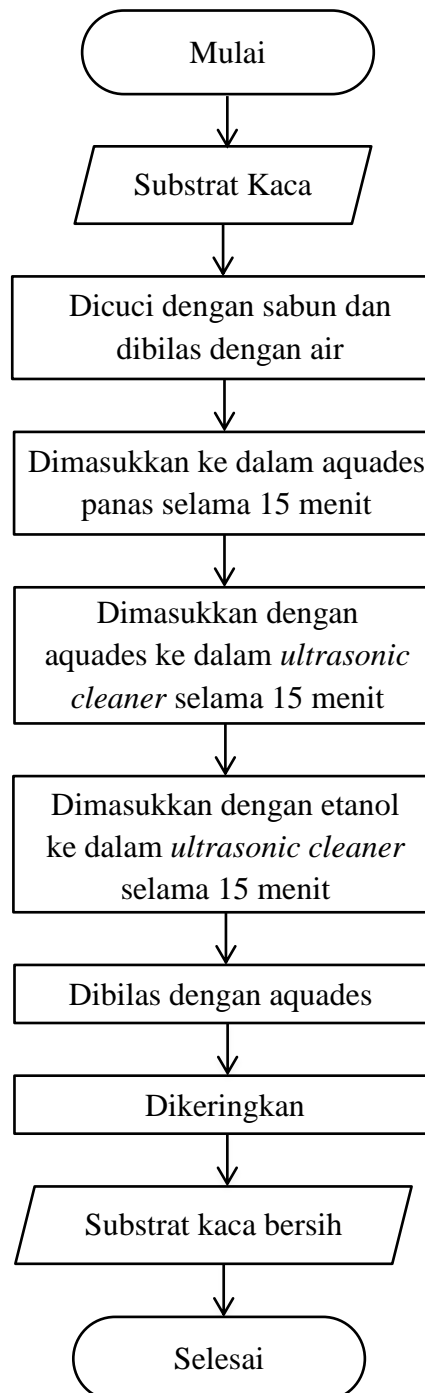 Mulai
Substrat Kaca
Dicuci dengan sabun dan
dibilas dengan air
Dimasukkan ke dalam aquades
panas selama 15 menit
Dimasukkan dengan
aquades ke dalam ultrasonic
cleaner selama 15 menit
Dimasukkan dengan etanol
ke dalam ultrasonic cleaner
selama 15 menit
Dibilas dengan aquades
Dikeringkan
Substrat kaca bersih
Selesai